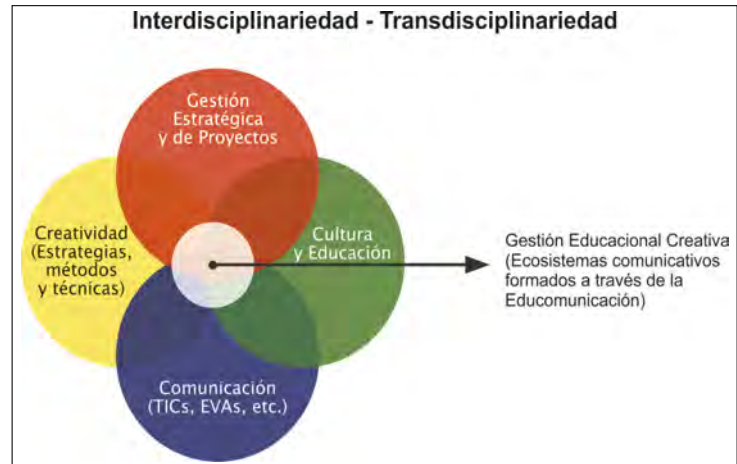 Interdisciplinariedad - Transdisciplinariedad
Gestión
Estratégica
y de Proyectos
Creatividad
(Estrategias,
métodos
y técnicas)
Cultura
y Educación
Gestión Educacional Creativa
(Ecosistemas comunicativos
formados a través de la
Educomunicación)
Comunicación
(TICs, EVAs, etc.)